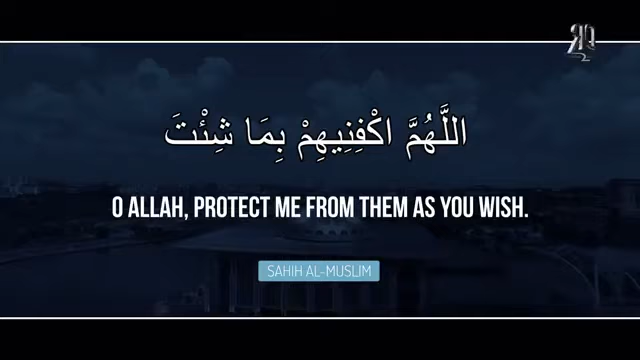 اللَّهُمَّ اكْفِنِيهِمْ بِمَا شِئْتَ
O ALLAH, PROTECT ME FROM THEM AS YOU WISH.
SAHIH AL-MUSLIM